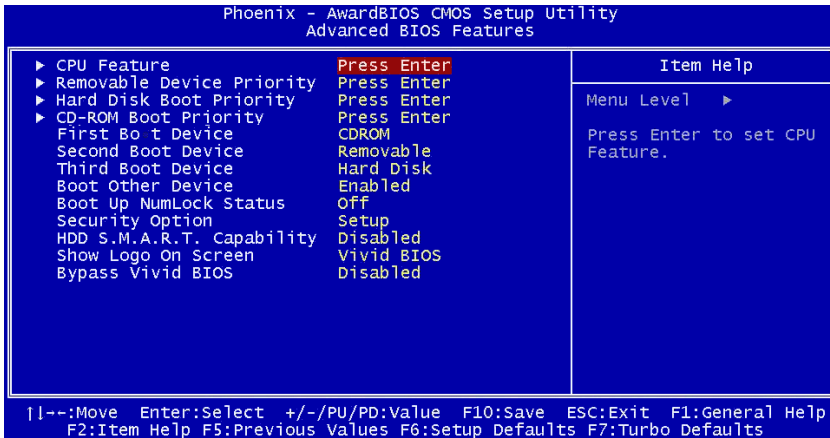 Phoenix - AwardBIOS CMOS Setup Utility
Advanced BIOS Features
▶ CPU Feature Press Enter
▶ Removable Device Priority Press Enter
▶ Hard Disk Boot Priority Press Enter
▶ CD-ROM Boot Priority Press Enter
First Bo t Device CDROM
Second Boot Device Removable
Third Boot Device Hard Disk
Boot Other Device Enabled
Boot Up NumLock Status Off
Security Option Setup
HDD S.M.A.R.T. Capability Disabled
Show Logo On Screen Vivid BIOS
Bypass Vivid BIOS Disabled
Item Help
Menu Level ▶
Press Enter to set CPU
Feature.
↑↓→←:Move Enter:Select +/-/PU/PD:Value F10:Save ESC:Exit F1:General Help
F2:Item Help F5:Previous Values F6:Setup Defaults F7:Turbo Defaults